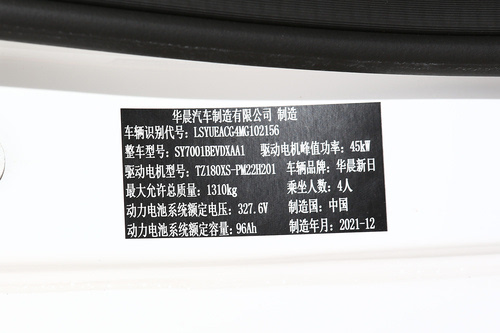 华晨汽车制造有限公司 制造
车辆识别代号: LSYUEACG4MG102156
整车型号: SY7001BEVDXAA1 驱动电机峰值功率: 45kW
驱动电机型号: TZ180XS-PM22H201 车辆品牌: 华晨新日
最大允许总质量: 1310kg 乘坐人数: 4人
动力电池系统额定电压: 327.6V 制造国: 中国
动力电池系统额定容量: 96Ah 制造年月: 2021-12